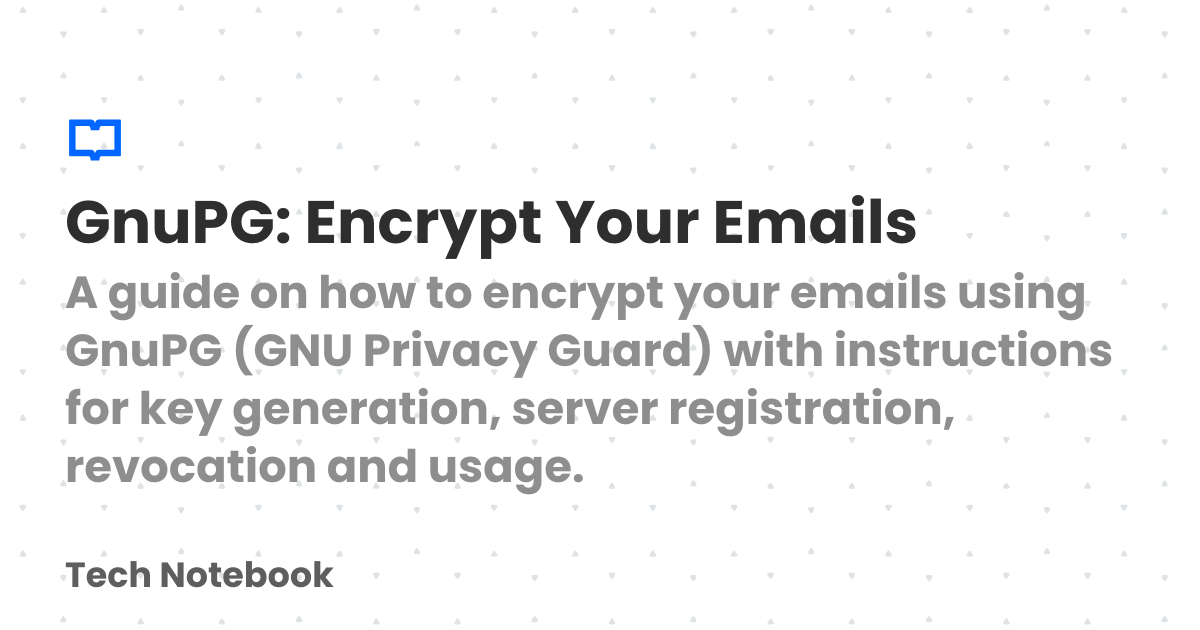 GnuPG: Encrypt Your Emails
A guide on how to encrypt your emails using
GnuPG (GNU Privacy Guard) with instructions
for key generation, server registration,
revocation and usage.
Tech Notebook